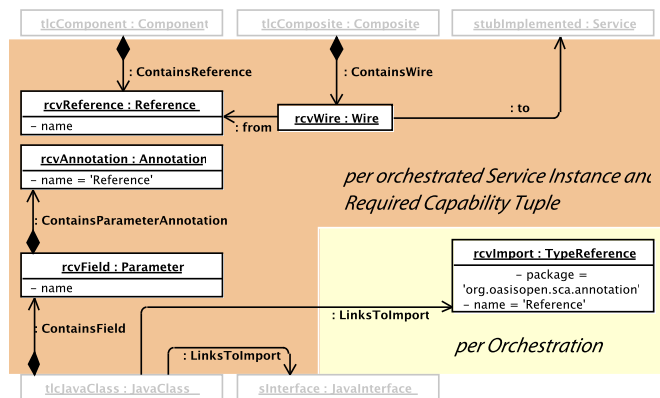 tlcComponent : Component
tlcComposite : Composite
stubImplemented : Service
: ContainsReference
: ContainsWire
rcvReference : Reference
- name
: from
rcvWire : Wire
: to
rcvAnnotation : Annotation
- name = 'Reference'
per orchestrated Service Instance and
Required Capability Tuple
: ContainsParameterAnnotation
rcvField : Parameter
- name
rcvImport : TypeReference
- package =
'org.oasisopen.sca.annotation'
- name = 'Reference'
: LinksToImport
: ContainsField
: LinksToImport
per Orchestration
tlcJavaClass : JavaClass
sInterface : JavaInterface